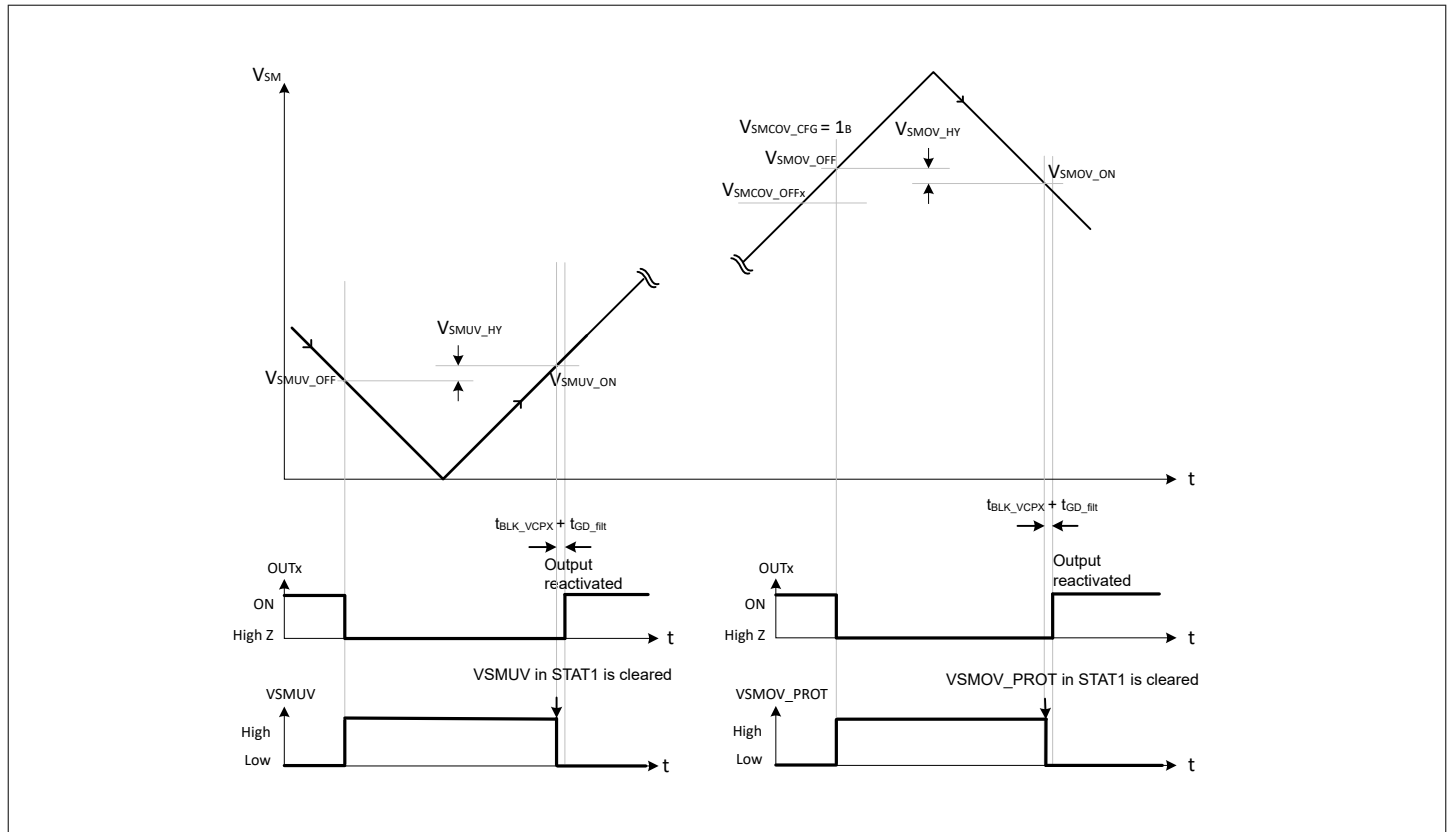 VSM
VSMCOV_CFG = 1B
VSMOV_HY
VSMOV_OFF
VSMOV_ON
VSMCOV_OFFx
VSMUV_HY
VSMUV_OFF
VSMUV_ON
t
tBLK_VCPX + tGD_filt
tBLK_VCPX + tGD_filt
Output
reactivated
OUTx
ON
High Z
t
Output
reactivated
OUTx
ON
High Z
t
VSMUV in STAT1 is cleared
VSMUV
High
Low
t
VSMOV_PROT in STAT1 is cleared
VSMOV_PROT
High
Low
t